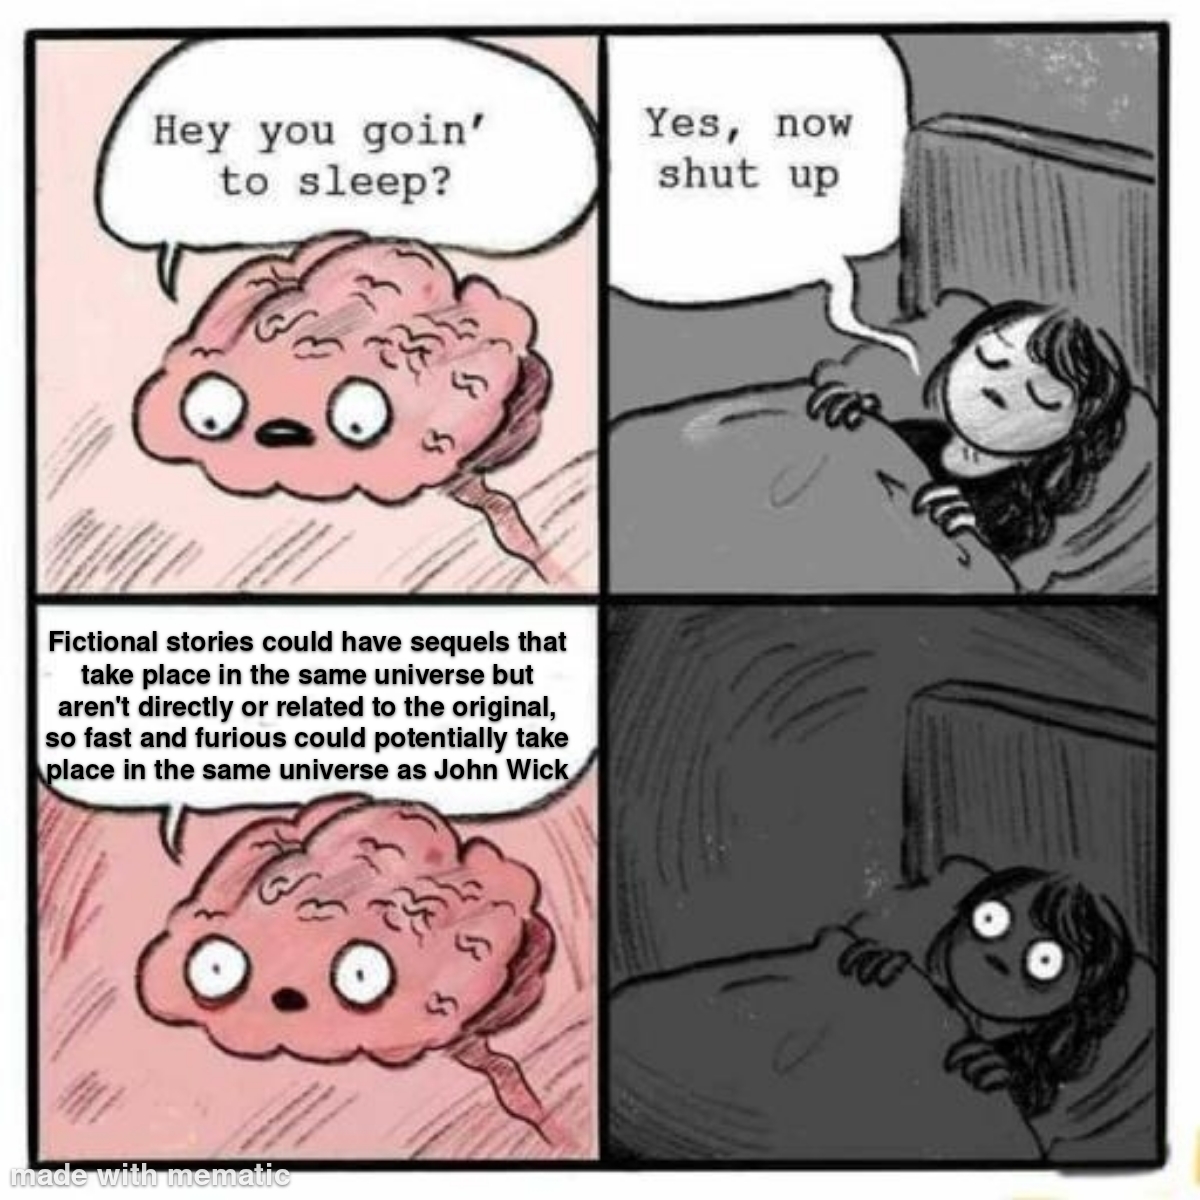 Hey you goin'
to sleep?
Yes, now
shut up
Fictional stories could have sequels that
take place in the same universe but
aren't directly or related to the original,
so fast and furious could potentially take
place in the same universe as John Wick
made with mematic